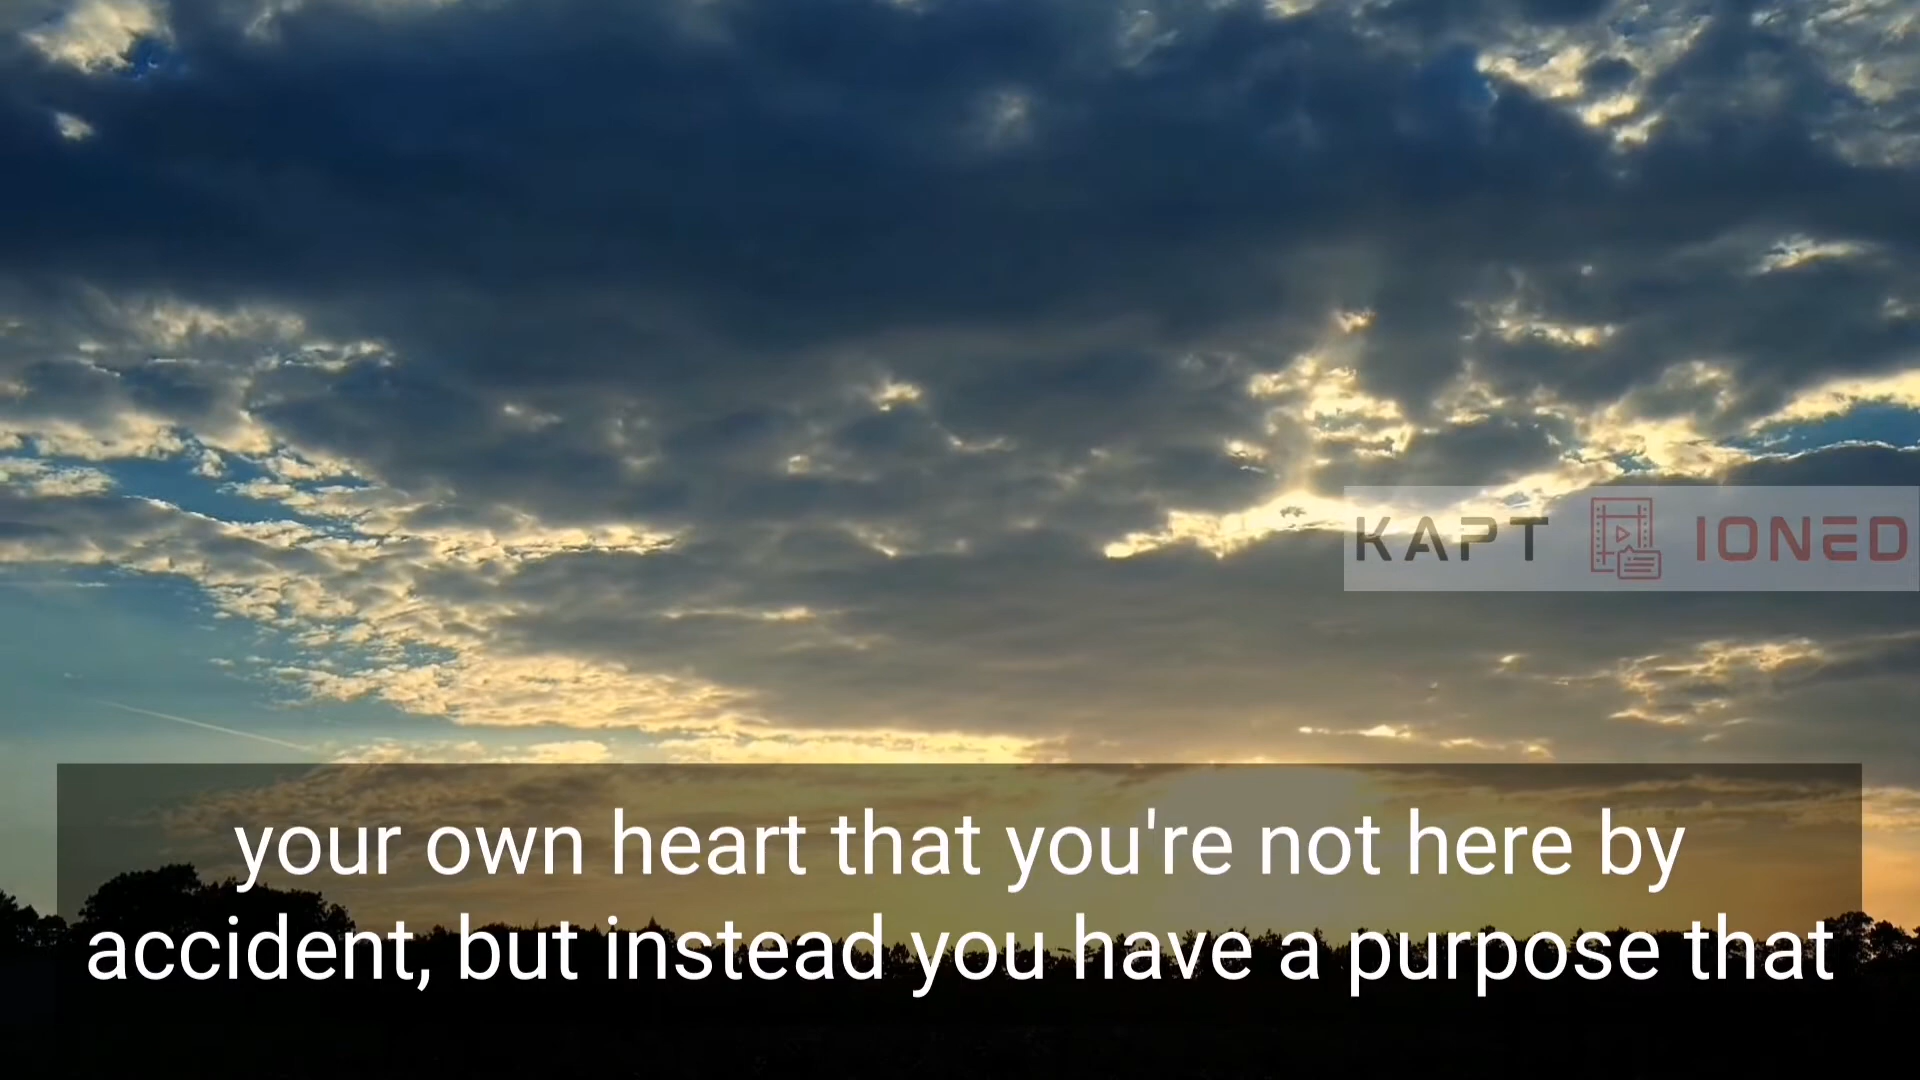 KAPT IONED
your own heart that you're not here by
accident, but instead you have a purpose that